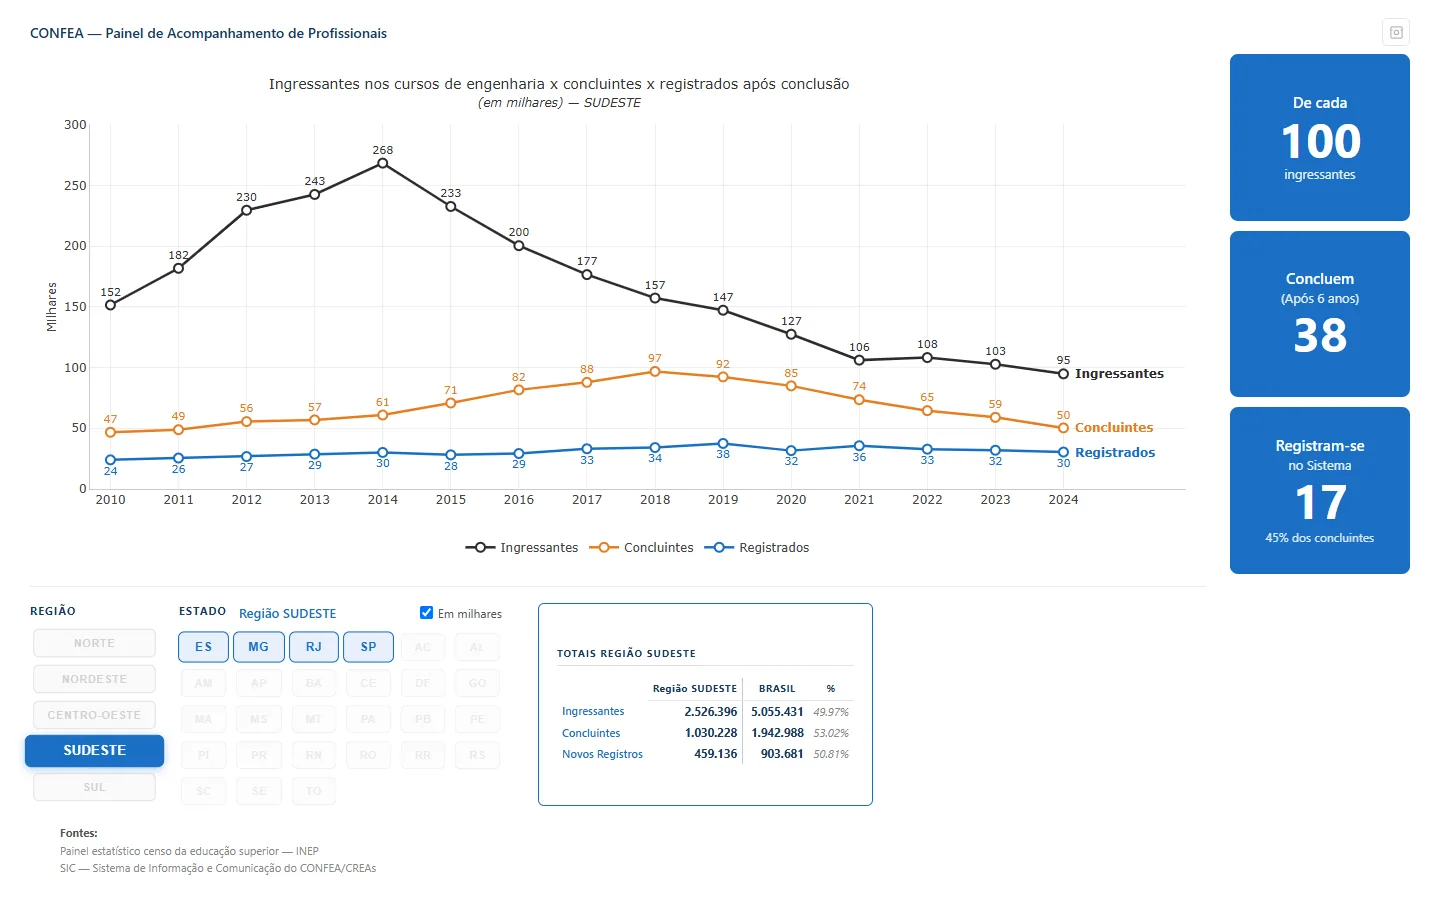 CONFEA — Painel de Acompanhamento de Profissionais
Ingressantes nos cursos de engenharia x concluintes x registrados após conclusão
(em milhares) — SUDESTE
Milhares
300
250
200
150
100
50
0
152 182 230 243 268 233 200 177 157 147 127 106 108 103 95
Ingressantes
47 49 56 57 61 71 82 88 97 92 85 74 65 59 50
Concluintes
24 26 27 29 30 28 29 33 34 38 32 36 33 32 30
Registrados
2010 2011 2012 2013 2014 2015 2016 2017 2018 2019 2020 2021 2022 2023 2024
Ingressantes Concluintes Registrados
De cada
100
ingressantes
Concluem
(Após 6 anos)
38
Registram-se
no Sistema
17
45% dos concluintes
REGIÃO
NORTE
NORDESTE
CENTRO-OESTE
SUDESTE
SUL
ESTADO Região SUDESTE Em milhares
ES MG RJ SP AC AL
AM AP BA CE DF GO
MA MS MT PA PB PE
PI PR RN RO RR RS
SC SE TO
TOTAIS REGIÃO SUDESTE
Região SUDESTE BRASIL %
Ingressantes 2.526.396 5.055.431 49.97%
Concluintes 1.030.228 1.942.988 53.02%
Novos Registros 459.136 903.681 50.81%
Fontes:
Painel estatístico censo da educação superior — INEP
SIC — Sistema de Informação e Comunicação do CONFEA/CREAs